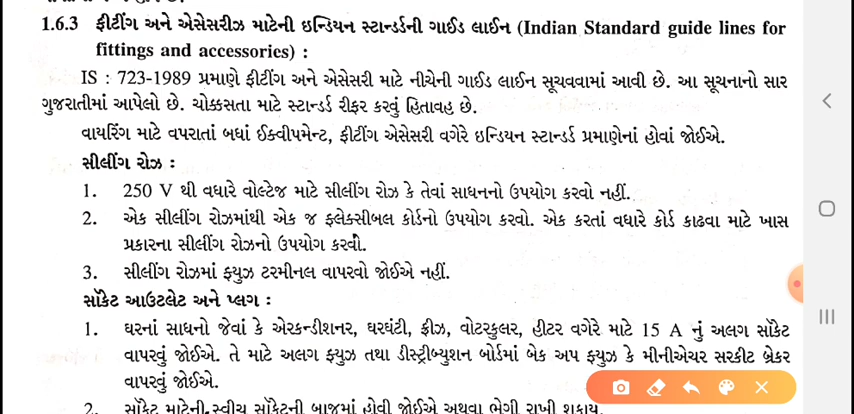 1.6.3 ફીટીંગ અને એસેસરીઝ માટેની ઇન્ડિયન સ્ટાન્ડર્ડની ગાઈડ લાઈન (Indian Standard guide lines for
fittings and accessories) :
IS : 723-1989 પ્રમાણે ફીટીંગ અને એસેસરી માટે નીચેની ગાઈડ લાઈન સૂચવવામાં આવી છે. આ સૂચનાનો સાર
ગુજરાતીમાં આપેલો છે. ચોક્કસતા માટે સ્ટાન્ડર્ડ રીફર કરવું હિતાવહ છે.
વાયરિંગ માટે વપરાતાં બધાં ઈક્વીપમેન્ટ, ફીટીંગ એસેસરી વગેરે ઇન્ડિયન સ્ટાન્ડર્ડ પ્રમાણેનાં હોવાં જોઈએ.
સીલીંગ રોઝ :
1. 250 V થી વધારે વોલ્ટેજ માટે સીલીંગ રોઝ કે તેવાં સાધનનો ઉપયોગ કરવો નહીં.
2. એક સીલીંગ રોઝમાંથી એક જ ફ્લેક્સીબલ કોર્ડનો ઉપયોગ કરવો. એક કરતાં વધારે કોર્ડ કાઢવા માટે ખાસ
પ્રકારના સીલીંગ રોઝનો ઉપયોગ કરવો.
3. સીલીંગ રોઝમાં ફ્યુઝ ટરમીનલ વાપરવો જોઈએ નહીં.
સૉકેટ આઉટલેટ અને પ્લગ :
1. ઘરનાં સાધનો જેવાં કે એરકન્ડીશનર, ઘરઘંટી, ફ્રીઝ, વોટરકુલર, હીટર વગેરે માટે 15 A નું અલગ સૉકેટ
વાપરવું જોઈએ. તે માટે અલગ ફ્યુઝ તથા ડીસ્ટ્રીબ્યુશન બોર્ડમાં બેક અપ ફ્યુઝ કે મીનીએચર સરકીટ બ્રેકર
વાપરવું જોઈએ.
2. સૉકેટ માટેની સ્વીચ સૉકેટની બાજુમાં હોવી જોઈએ અથવા ભેગી રાખી શકાય.